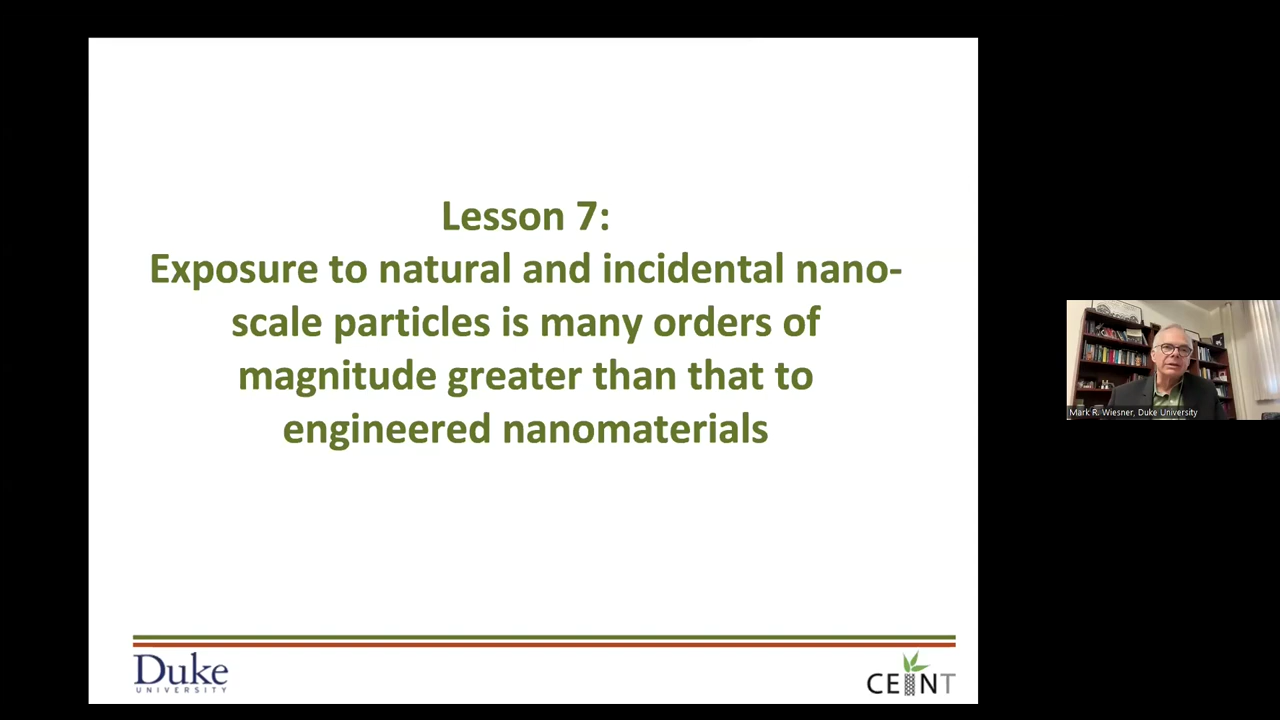 Lesson 7:
Exposure to natural and incidental nano-
scale particles is many orders of
magnitude greater than that to
engineered nanomaterials
Duke
UNIVERSITY
CEINT
Mark R. Wiesner, Duke University